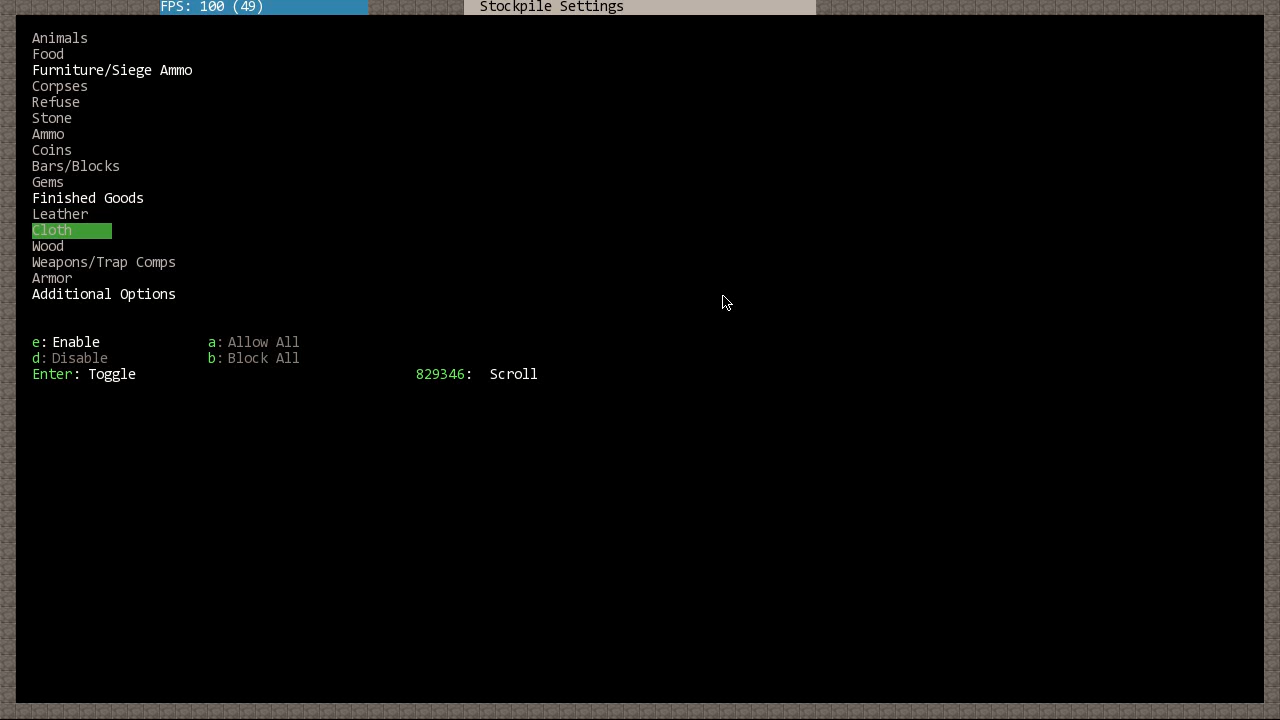 FPS: 100 (49) Stockpile Settings
Animals
Food
Furniture/Siege Ammo
Corpses
Refuse
Stone
Ammo
Coins
Bars/Blocks
Gems
Finished Goods
Leather
Cloth
Wood
Weapons/Trap Comps
Armor
Additional Options
e: Enable a: Allow All
d: Disable b: Block All
Enter: Toggle 829346: Scroll